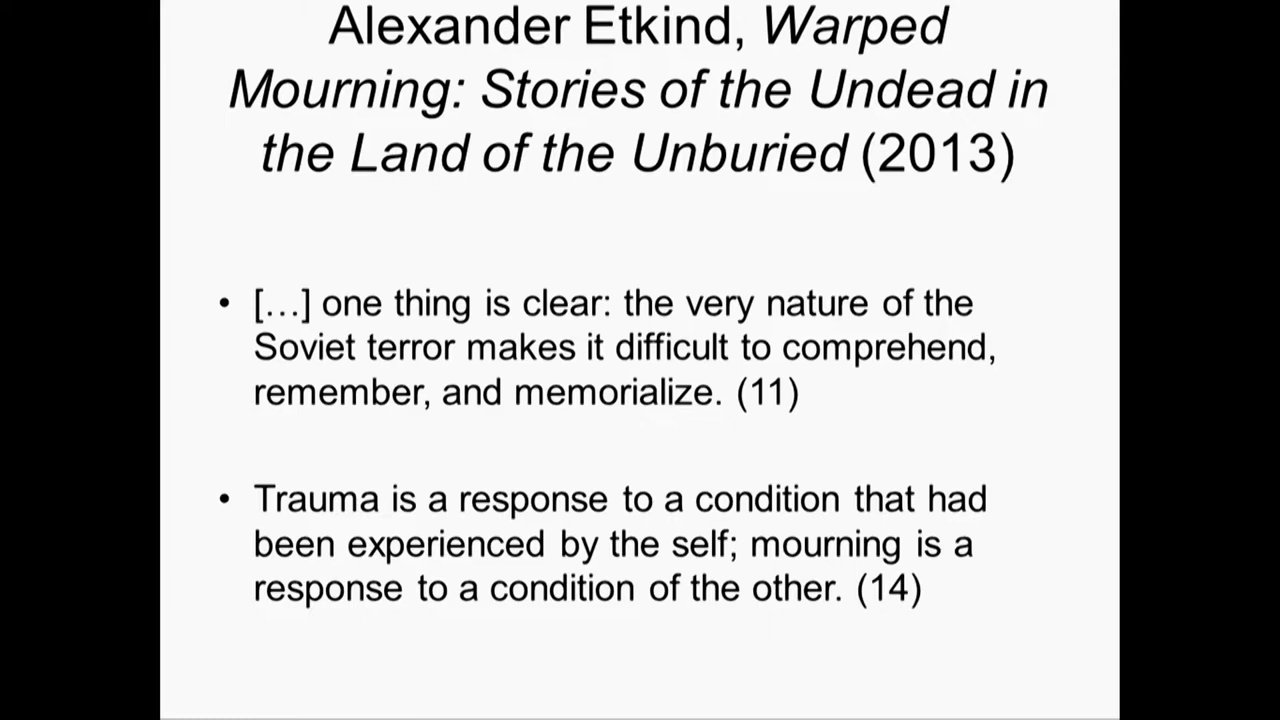 Alexander Etkind, Warped
Mourning: Stories of the Undead in
the Land of the Unburied (2013)
• […] one thing is clear: the very nature of the
Soviet terror makes it difficult to comprehend,
remember, and memorialize. (11)
• Trauma is a response to a condition that had
been experienced by the self; mourning is a
response to a condition of the other. (14)